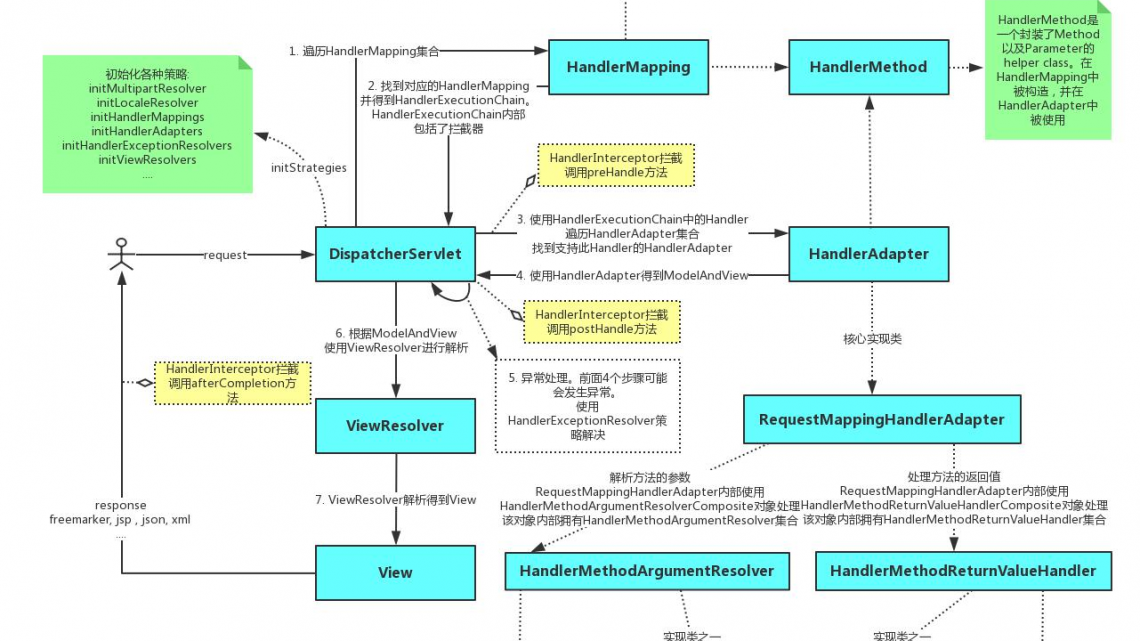 HandlerMethod是
一个封装了Method
以及Parameter的
helper class。在
HandlerMapping中
被构造，并在
HandlerAdapter中
被使用
1. 遍历HandlerMapping集合
HandlerMapping
HandlerMethod
初始化各种策略:
initMultipartResolver
initLocaleResolver
initHandlerMappings
initHandlerAdapters
initHandlerExceptionResolvers
initViewResolvers
....
2. 找到对应的HandlerMapping
并得到HandlerExecutionChain。
HandlerExecutionChain内部
包括了拦截器
initStrategies
HandlerInterceptor拦截
调用preHandle方法
3. 使用HandlerExecutionChain中的Handler
遍历HandlerAdapter集合
找到支持此Handler的HandlerAdapter
request
DispatcherServlet
HandlerAdapter
4. 使用HandlerAdapter得到ModelAndView
HandlerInterceptor拦截
调用postHandle方法
6. 根据ModelAndView
使用ViewResolver进行解析
核心实现类
HandlerInterceptor拦截
调用afterCompletion方
法
5. 异常处理。前面4个步骤可能
会发生异常。
使用
HandlerExceptionResolver策
略解决
ViewResolver
RequestMappingHandlerAdapter
解析方法的参数
RequestMappingHandlerAdapter内部使用
HandlerMethodArgumentResolverComposite对象处理
该对象内部拥有HandlerMethodArgumentResolver集合
处理方法的返回值
RequestMappingHandlerAdapter内部使用
HandlerMethodReturnValueHandlerComposite对象处理
该对象内部拥有HandlerMethodReturnValueHandler集合
7. ViewResolver解析得到View
response
freemarker, jsp , json, xml
....
View
HandlerMethodArgumentResolver
HandlerMethodReturnValueHandler
实现类之一
实现类之一